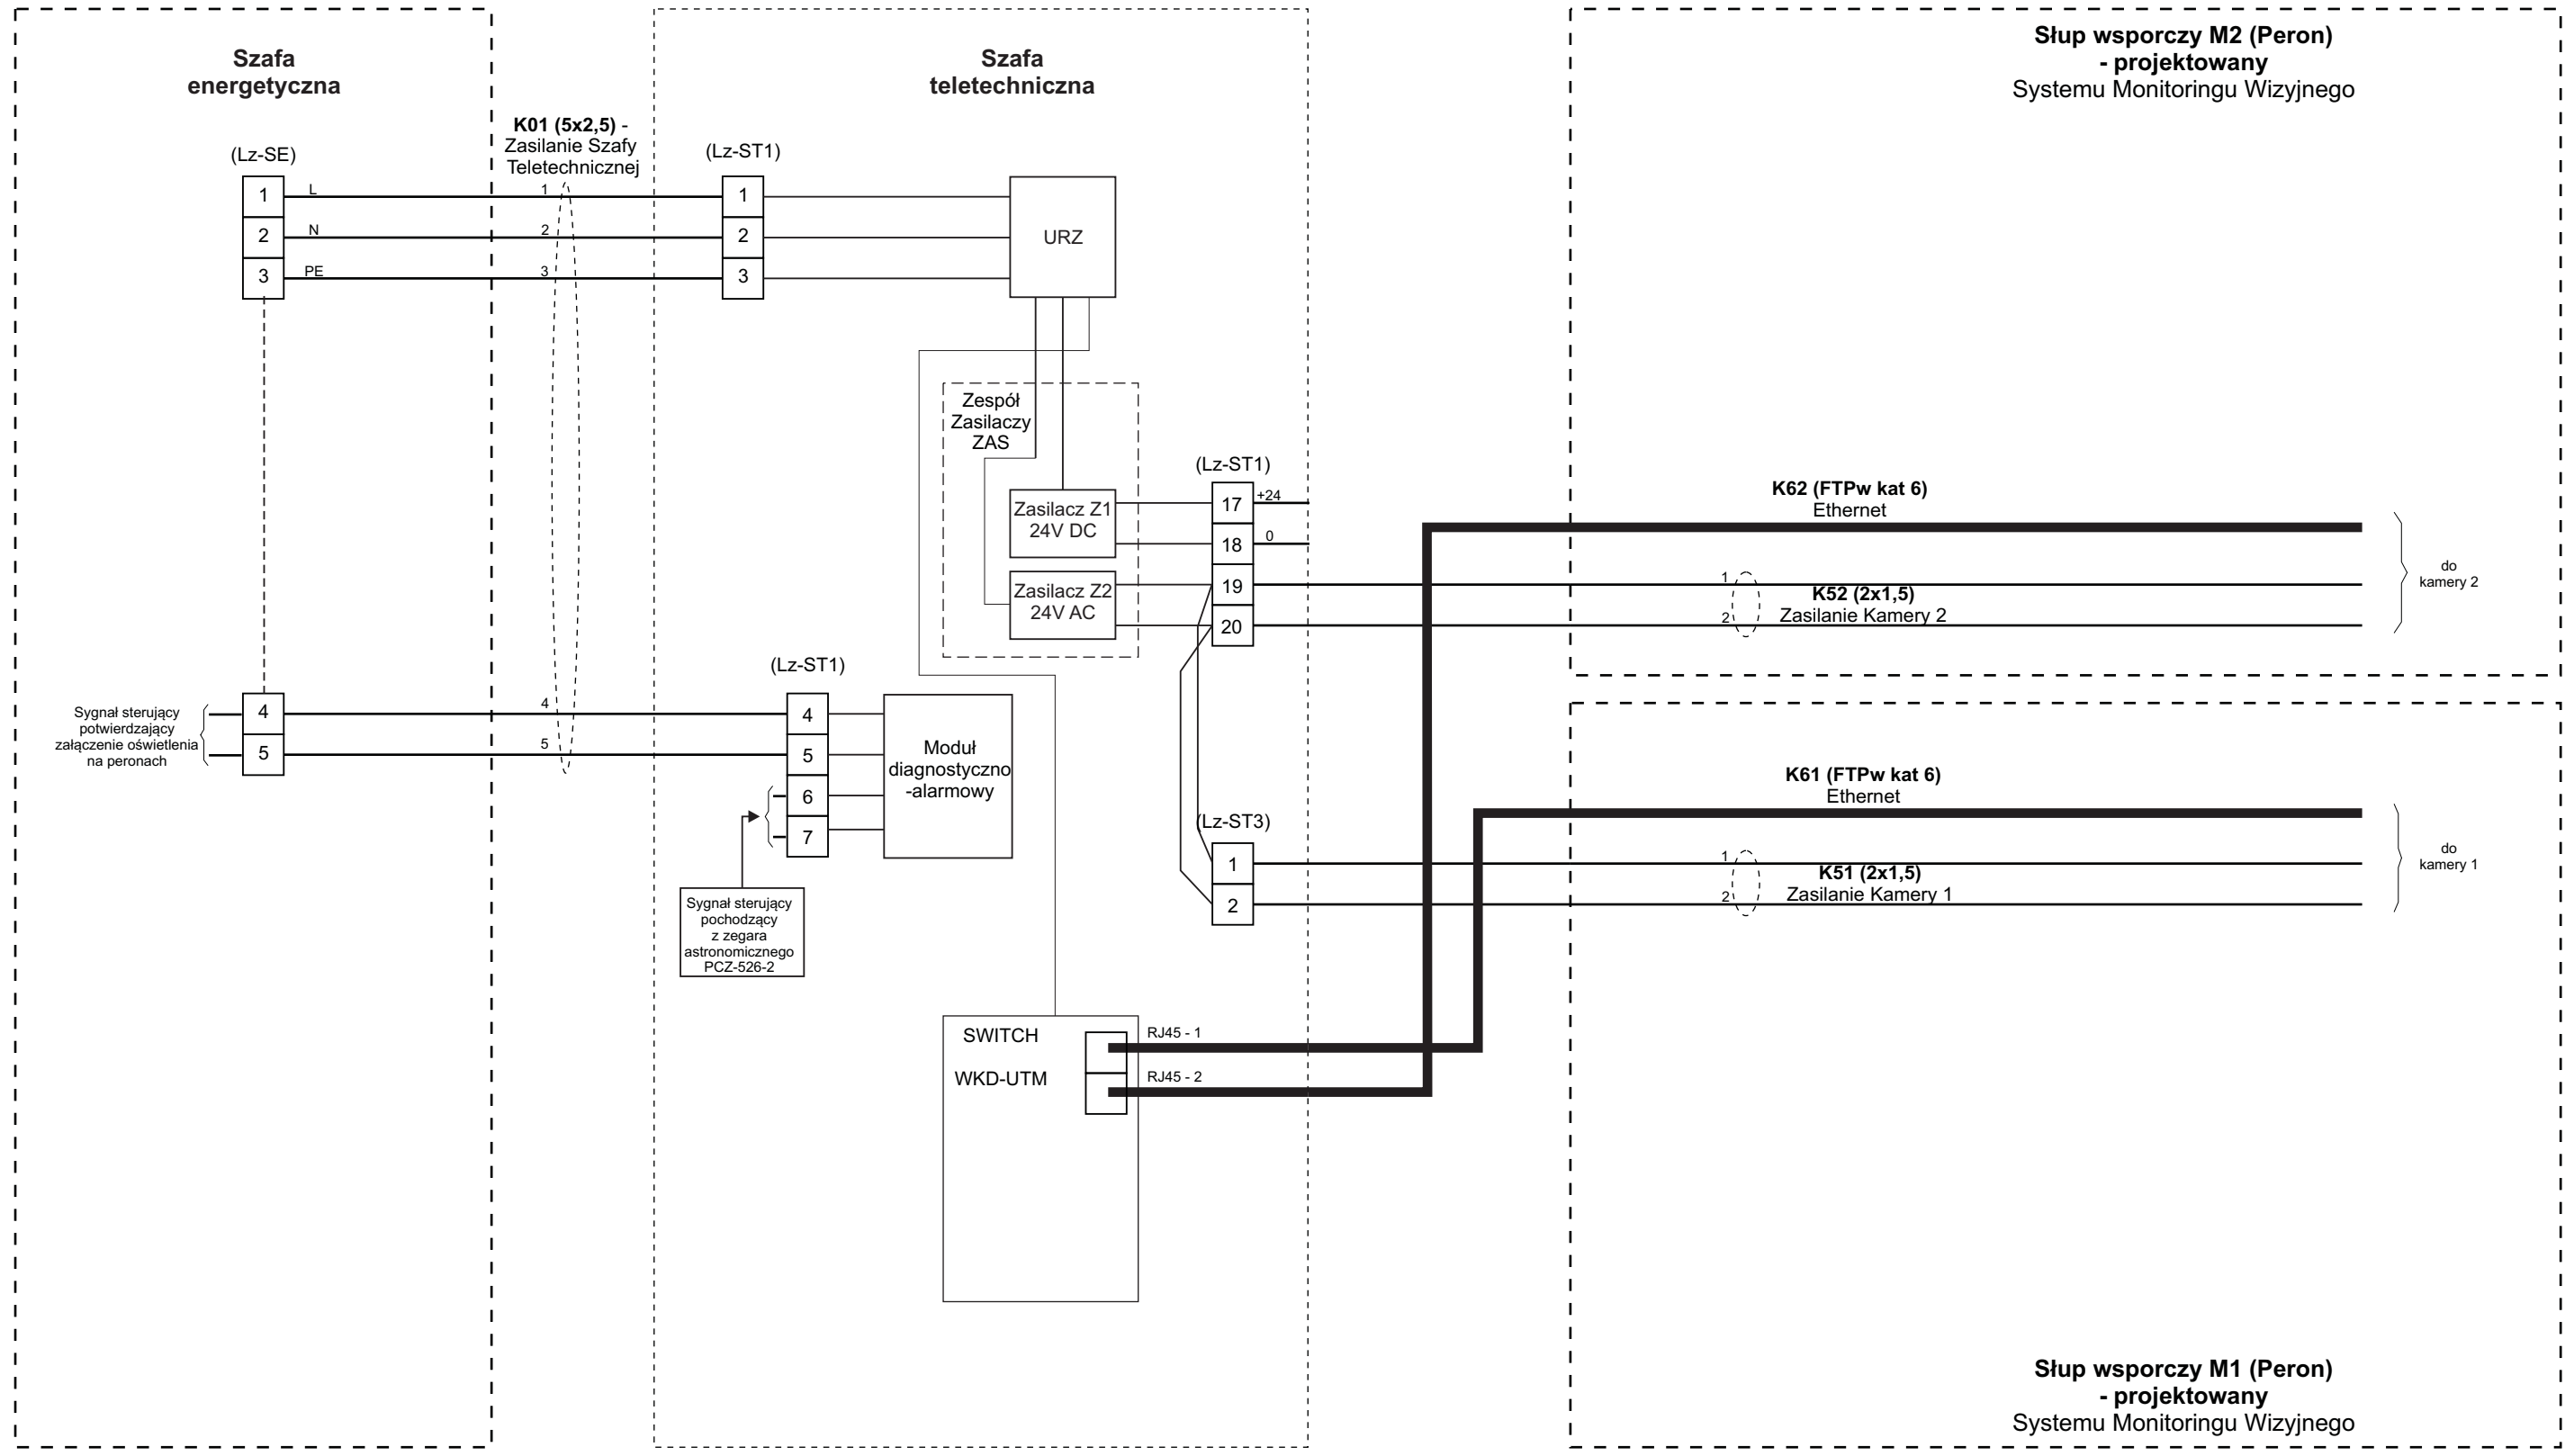 Szafa
energetyczna
(Lz-SE)
1
L
2
N
3
PE
Sygnał sterujący
potwierdzający
załączenie oświetlenia
na peronach
4
5
K01 (5x2,5) -
Zasilanie Szafy
Teletechnicznej
1
2
3
4
5
Szafa
teletechniczna
(Lz-ST1)
1
2
3
URZ
Zespół
Zasilaczy
ZAS
Zasilacz Z1
24V DC
Zasilacz Z2
24V AC
(Lz-ST1)
17
+24
18
0
19
20
(Lz-ST1)
4
5
6
7
Moduł
diagnostyczno
-alarmowy
Sygnał sterujący
pochodzący
z zegara
astronomicznego
PCZ-526-2
(Lz-ST3)
1
2
SWITCH
WKD-UTM
RJ45 - 1
RJ45 - 2
Słup wsporczy M2 (Peron)
- projektowany
Systemu Monitoringu Wizyjnego
K62 (FTPw kat 6)
Ethernet
1
K52 (2x1,5)
2
Zasilanie Kamery 2
do
kamery 2
K61 (FTPw kat 6)
Ethernet
1
K51 (2x1,5)
2
Zasilanie Kamery 1
do
kamery 1
Słup wsporczy M1 (Peron)
- projektowany
Systemu Monitoringu Wizyjnego